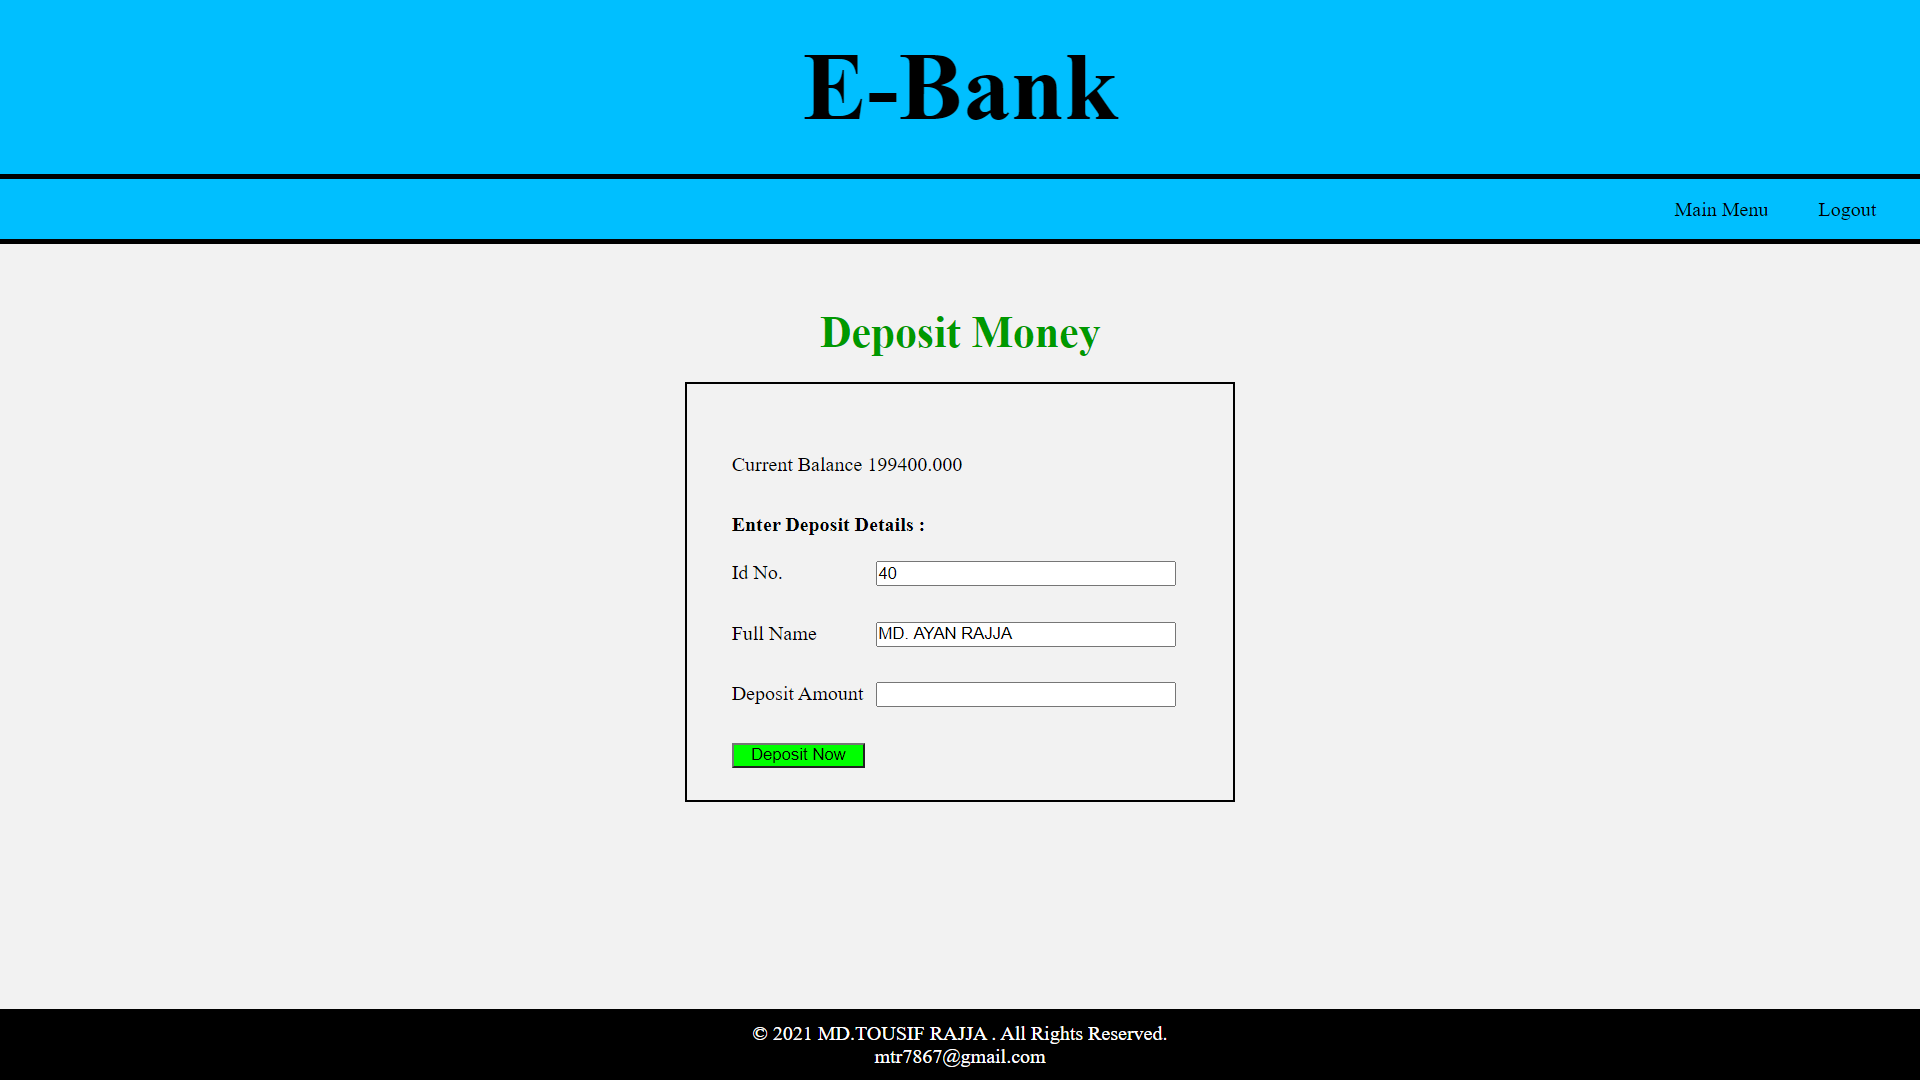 E-Bank
Main Menu Logout
Deposit Money
Current Balance 199400.000
Enter Deposit Details :
Id No. 40
Full Name MD. AYAN RAJJA
Deposit Amount
Deposit Now
© 2021 MD.TOUSIF RAJJA . All Rights Reserved.
mtr7867@gmail.com